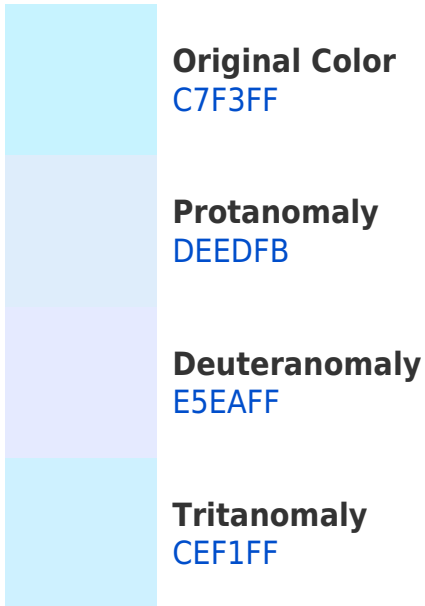 Original Color
C7F3FF
Protanomaly
DEEDFB
Deuteranomaly
E5EAFF
Tritanomaly
CEF1FF